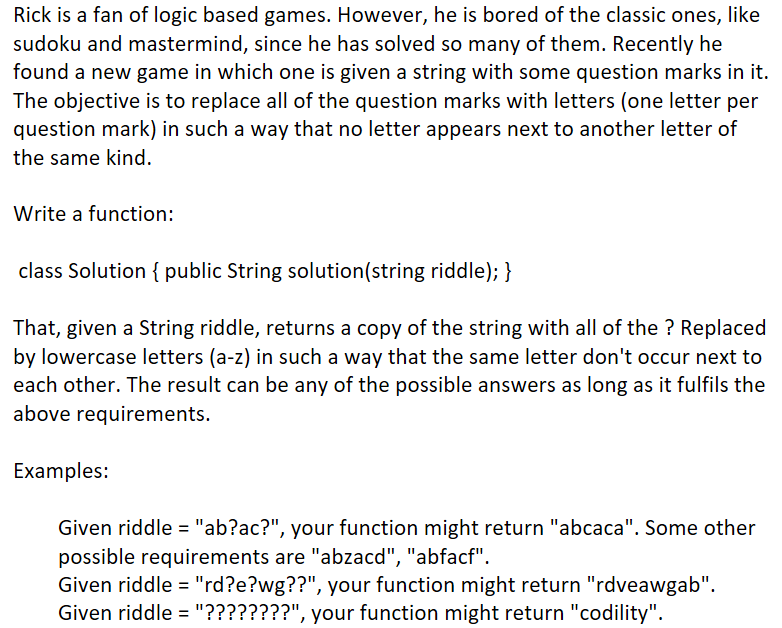 Rick is a fan of logic based games. However, he is bored of the classic ones, like
sudoku and mastermind, since he has solved so many of them. Recently he
found a new game in which one is given a string with some question marks in it.
The objective is to replace all of the question marks with letters (one letter per
question mark) in such a way that no letter appears next to another letter of
the same kind.
Write a function:
class Solution { public String solution(string riddle); }
That, given a String riddle, returns a copy of the string with all of the ? Replaced
by lowercase letters (a-z) in such a way that the same letter don't occur next to
each other. The result can be any of the possible answers as long as it fulfils the
above requirements.
Examples:
Given riddle = "ab?ac?", your function might return "abcaca". Some other
possible requirements are "abzacd", "abfacf".
Given riddle = "rd?e?wg??", your function might return "rdveawgab".
Given riddle = "????????", your function might return "codility".